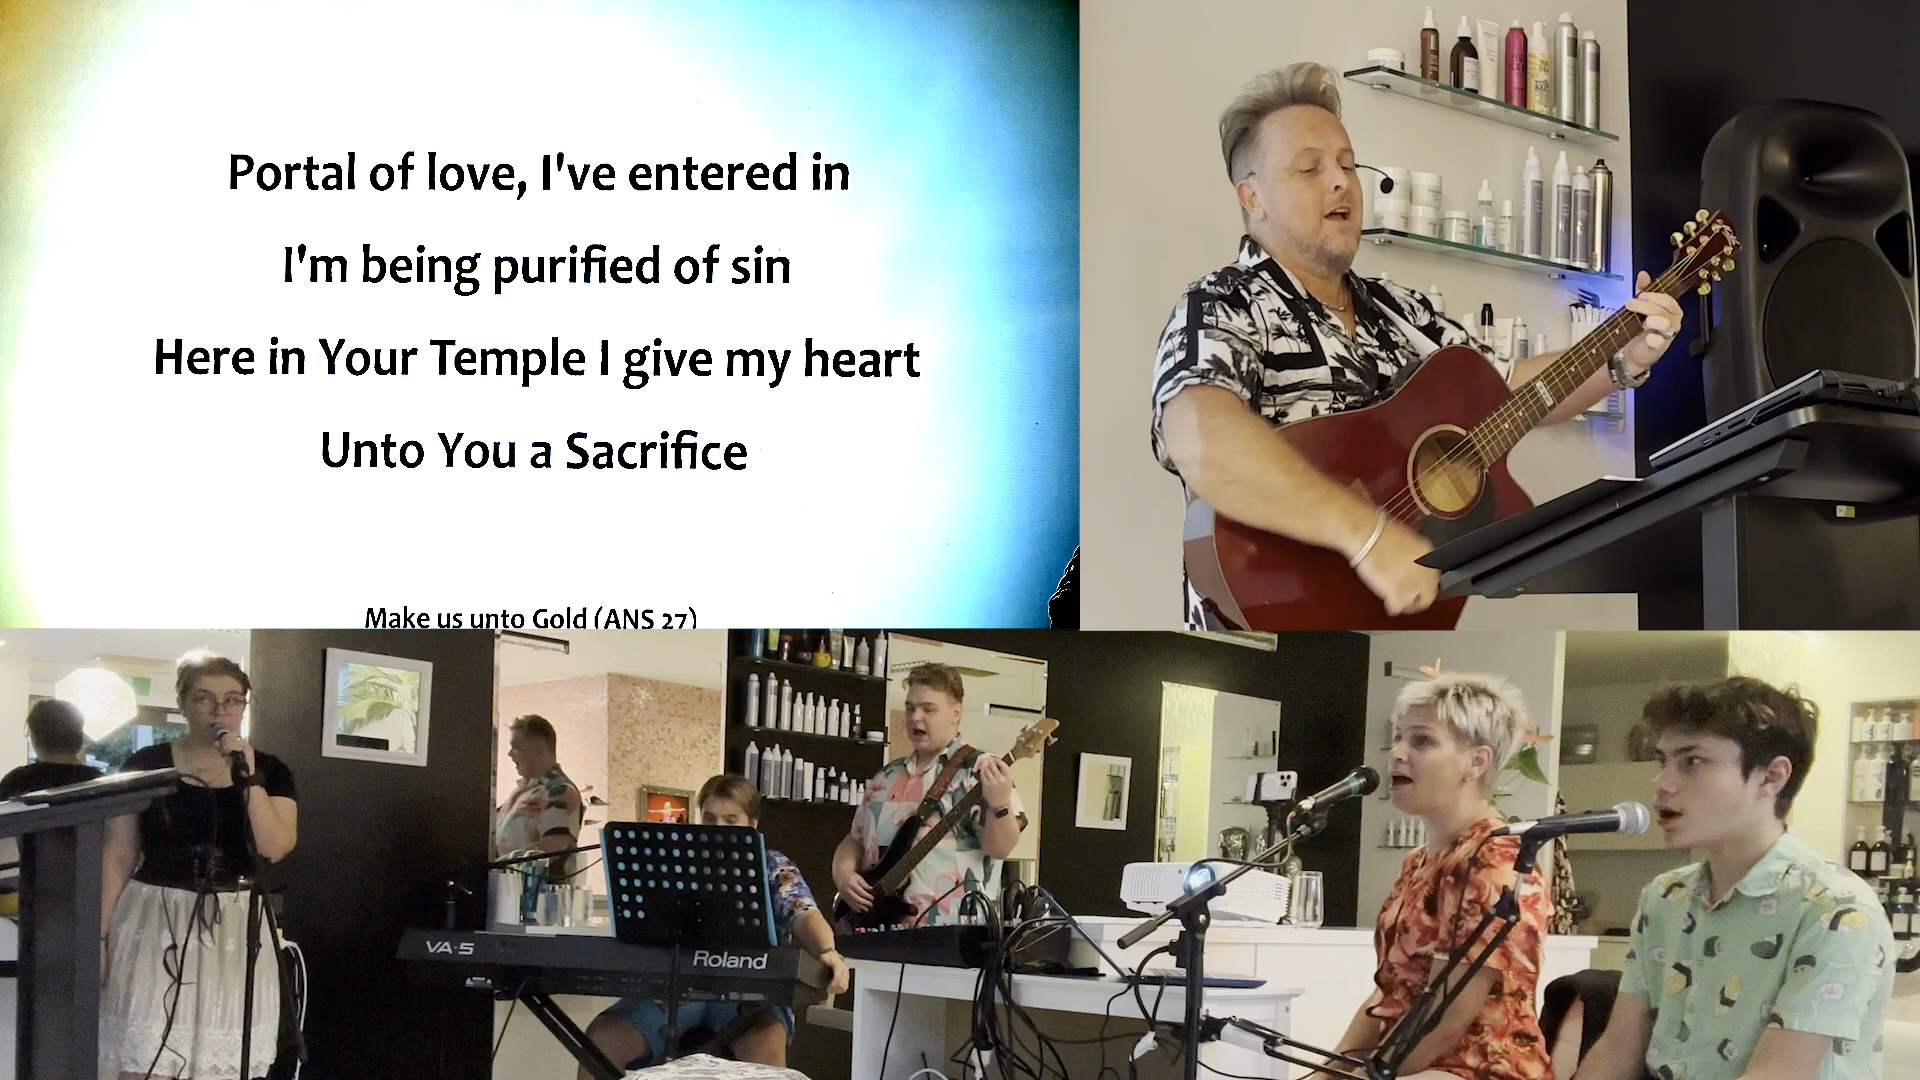 Portal of love, I've entered in
I'm being purified of sin
Here in Your Temple I give my heart
Unto You a Sacrifice
Make us unto Gold (ANS 27)
VA-5
Roland